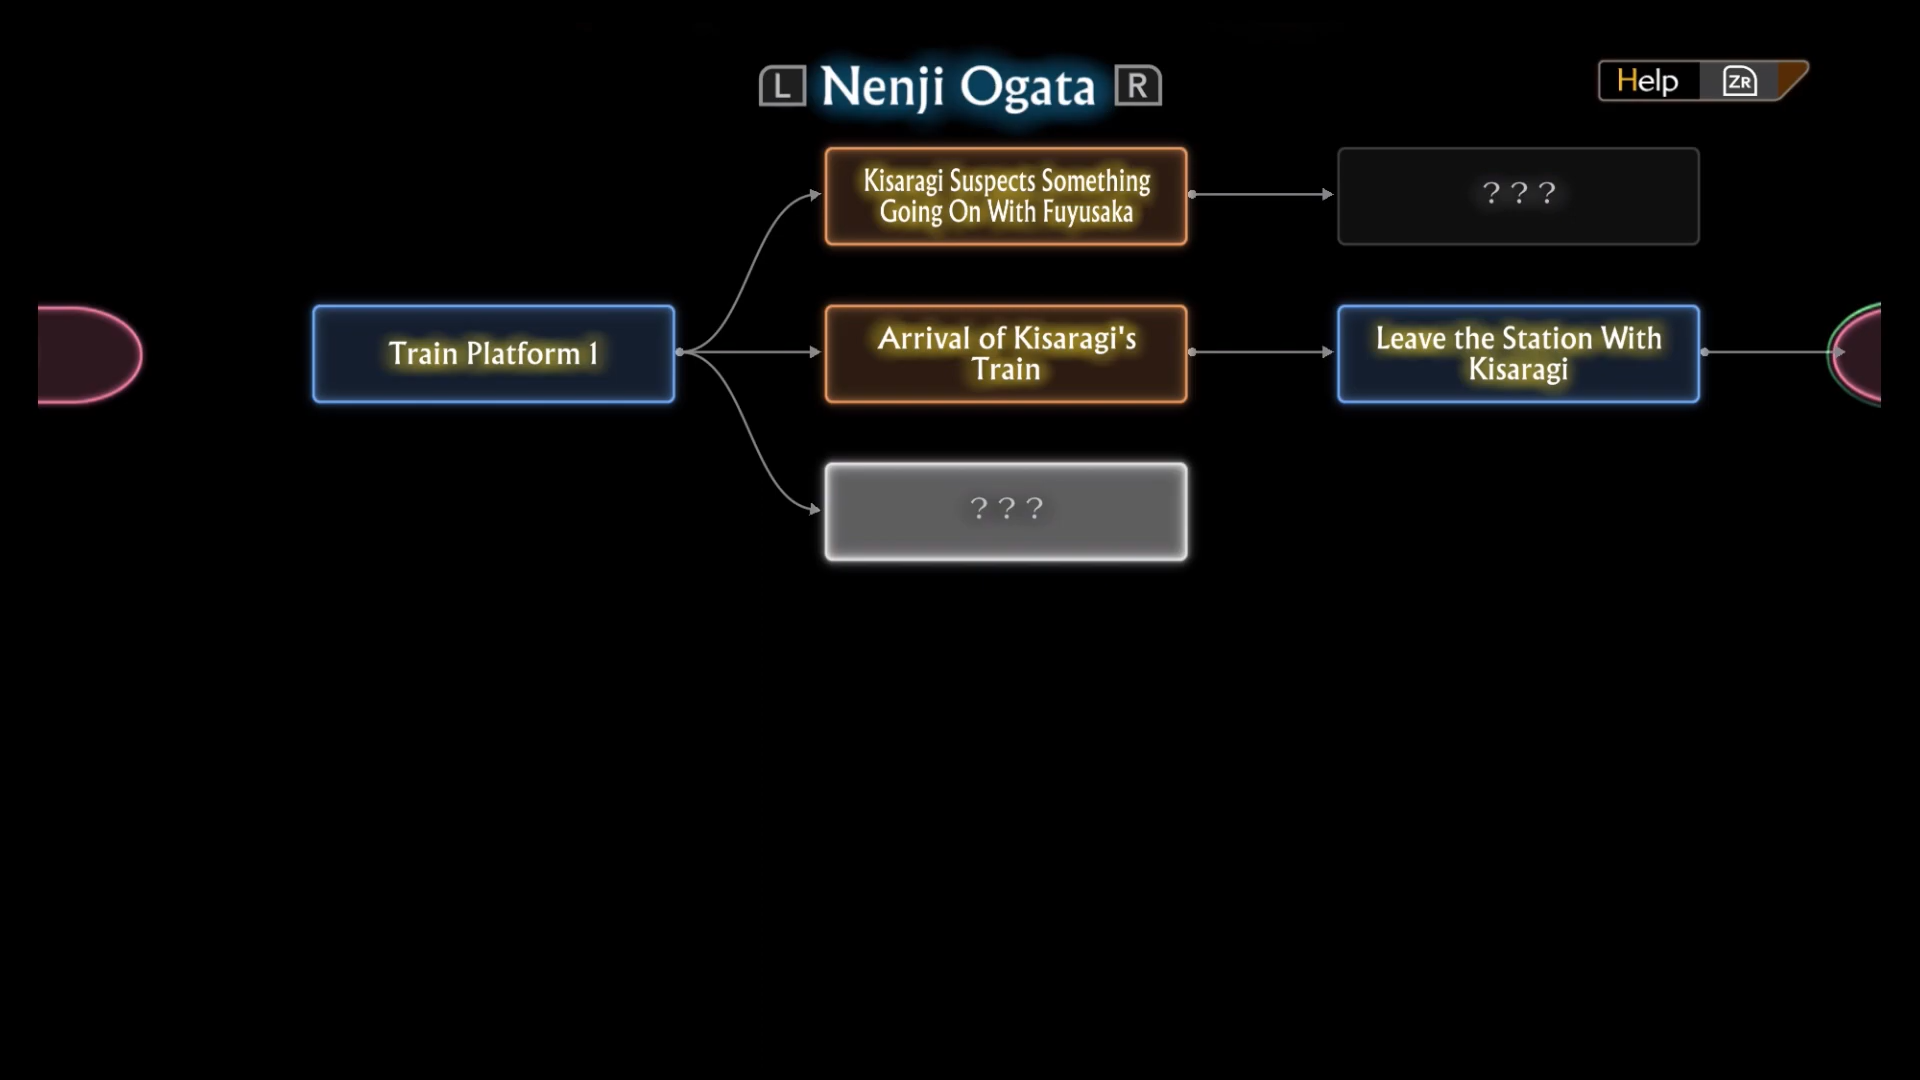 L Nenji Ogata R
Help ZR
Kisaragi Suspects Something
Going On With Fuyusaka
? ? ?
Train Platform 1
Arrival of Kisaragi's
Train
Leave the Station With
Kisaragi
? ? ?